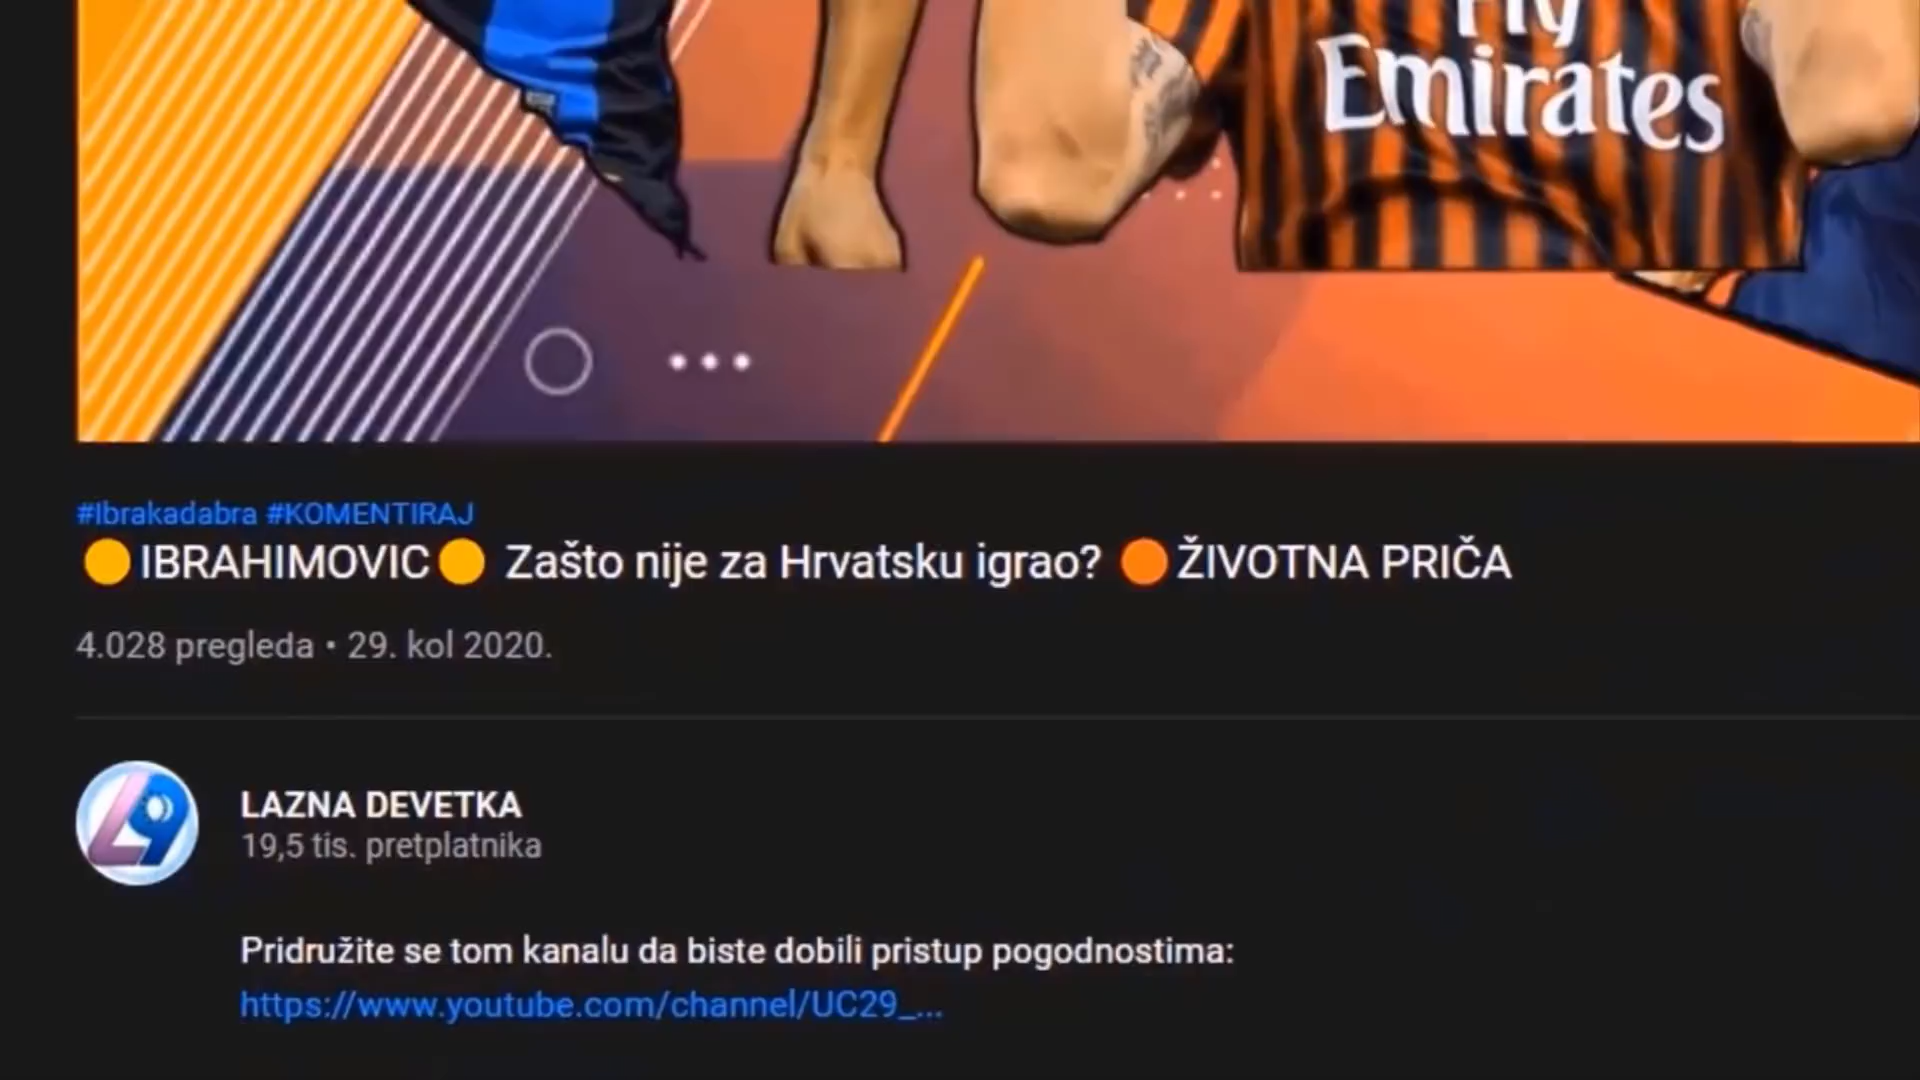 Fly
Emirates
#Ibrakadabra #KOMENTIRAJ
🟡IBRAHIMOVIC🟡 Zašto nije za Hrvatsku igrao? 🟠ŽIVOTNA PRIČA
4.028 pregleda • 29. kol 2020.
L9
LAZNA DEVETKA
19,5 tis. pretplatnika
Pridružite se tom kanalu da biste dobili pristup pogodnostima:
https://www.youtube.com/channel/UC29_...